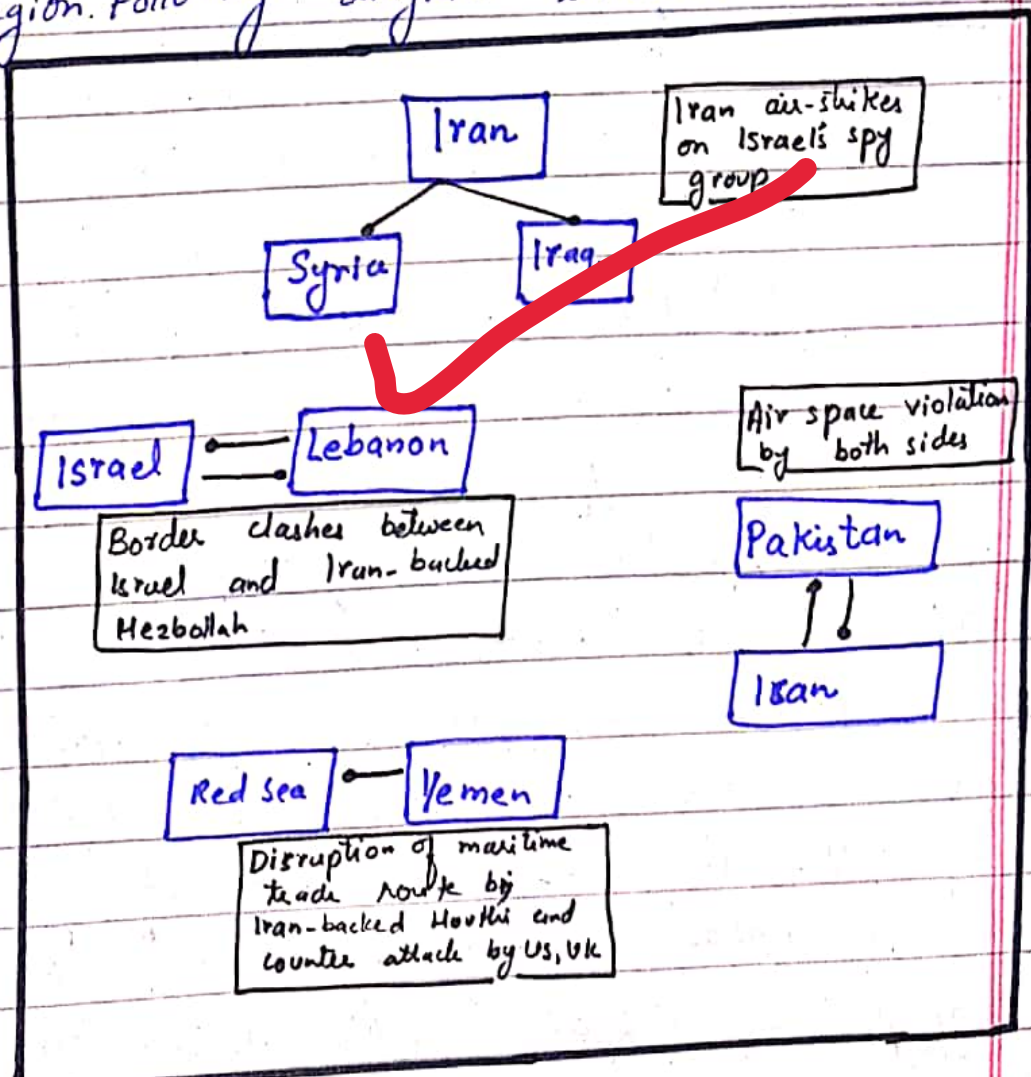 gion.
Iran
Iran air-strikes
on Israel's spy
group
Syria
Iraq
Israel
Lebanon
Border clashes between
Israel and Iran-backed
Hezbollah
Air space violation
by both sides
Pakistan
Iran
Red Sea
Yemen
Disruption of maritime
trade route by
Iran-backed Houthi and
counter attack by US, UK